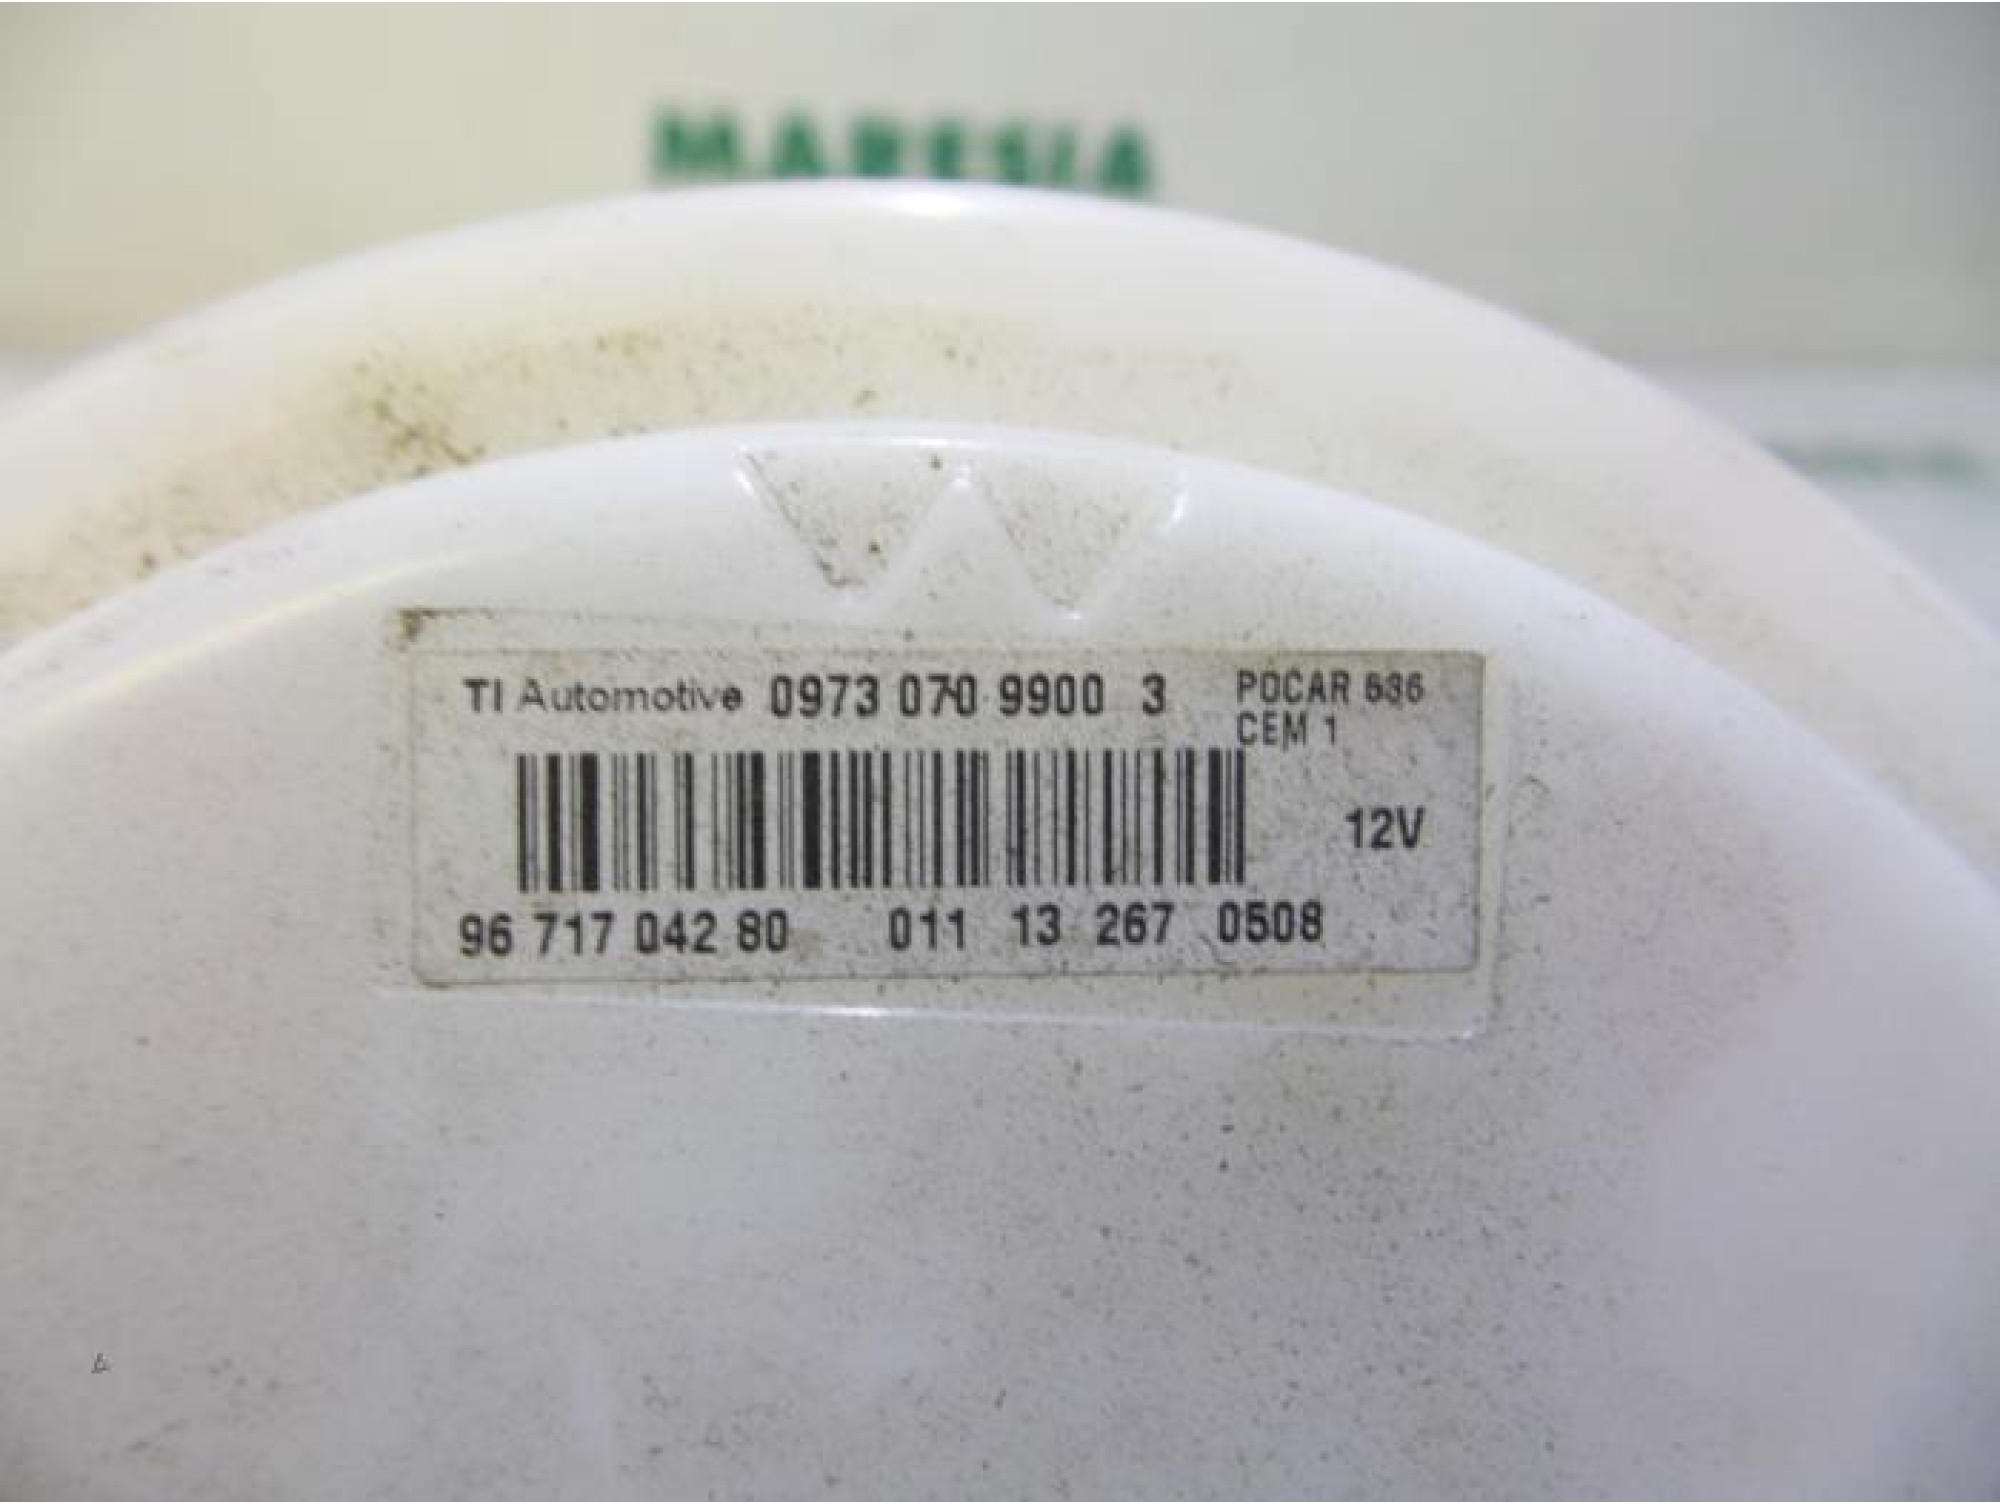 MARESIA
TI Automotive 0973 070 9900 3
POCAR 536
CEM 1
12V
96 717 042 80 011 13 267 0508